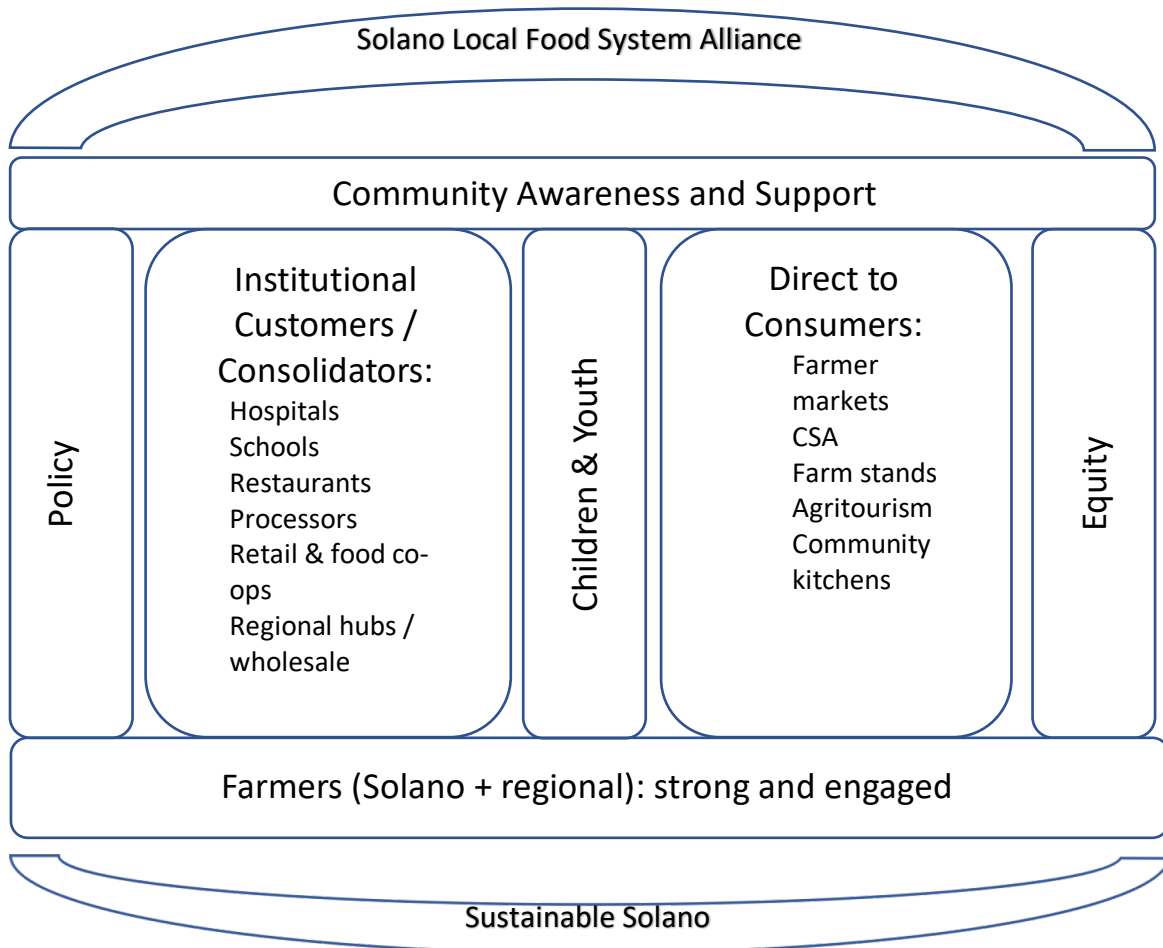 Solano Local Food System Alliance
Community Awareness and Support
Policy
Institutional
Customers /
Consolidators:
Hospitals
Schools
Restaurants
Processors
Retail & food co-
ops
Regional hubs /
wholesale
Children & Youth
Direct to
Consumers:
Farmer
markets
CSA
Farm stands
Agritourism
Community
kitchens
Equity
Farmers (Solano + regional): strong and engaged
Sustainable Solano